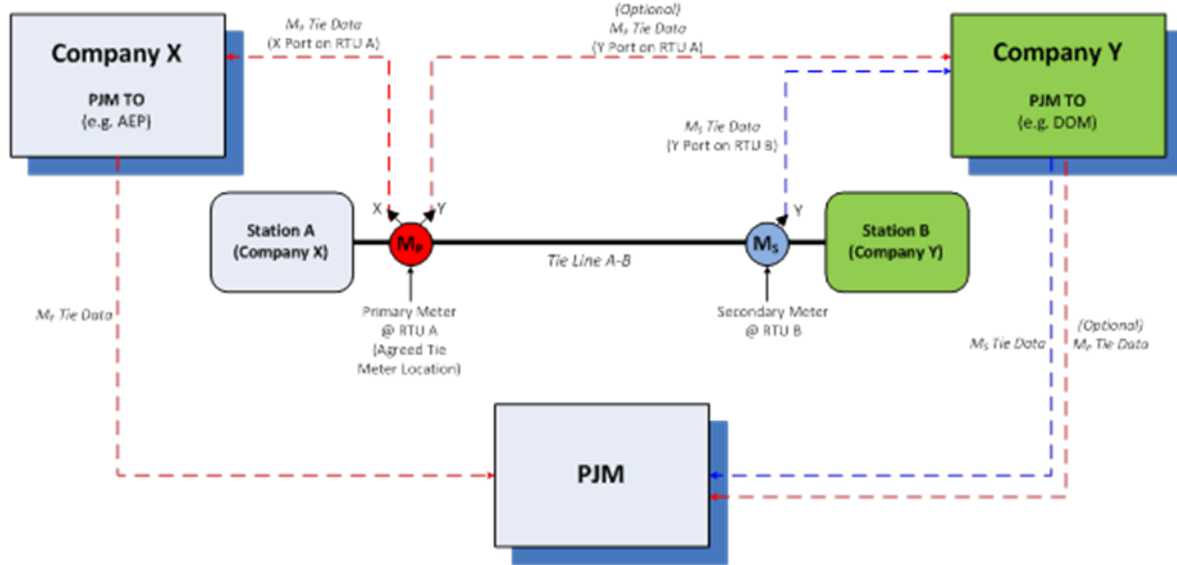 Company X
PJM TO
(e.g. AEP)
MP Tie Data
(X Port on RTU A)
(Optional)
MP Tie Data
(Y Port on RTU A)
Company Y
PJM TO
(e.g. DOM)
MS Tie Data
(Y Port on RTU B)
Station A
(Company X)
X
Y
MP
Tie Line A-B
Y
MS
Station B
(Company Y)
Primary Meter
@ RTU A
(Agreed Tie
Meter Location)
Secondary Meter
@ RTU B
MP Tie Data
MS Tie Data
(Optional)
MP Tie Data
PJM